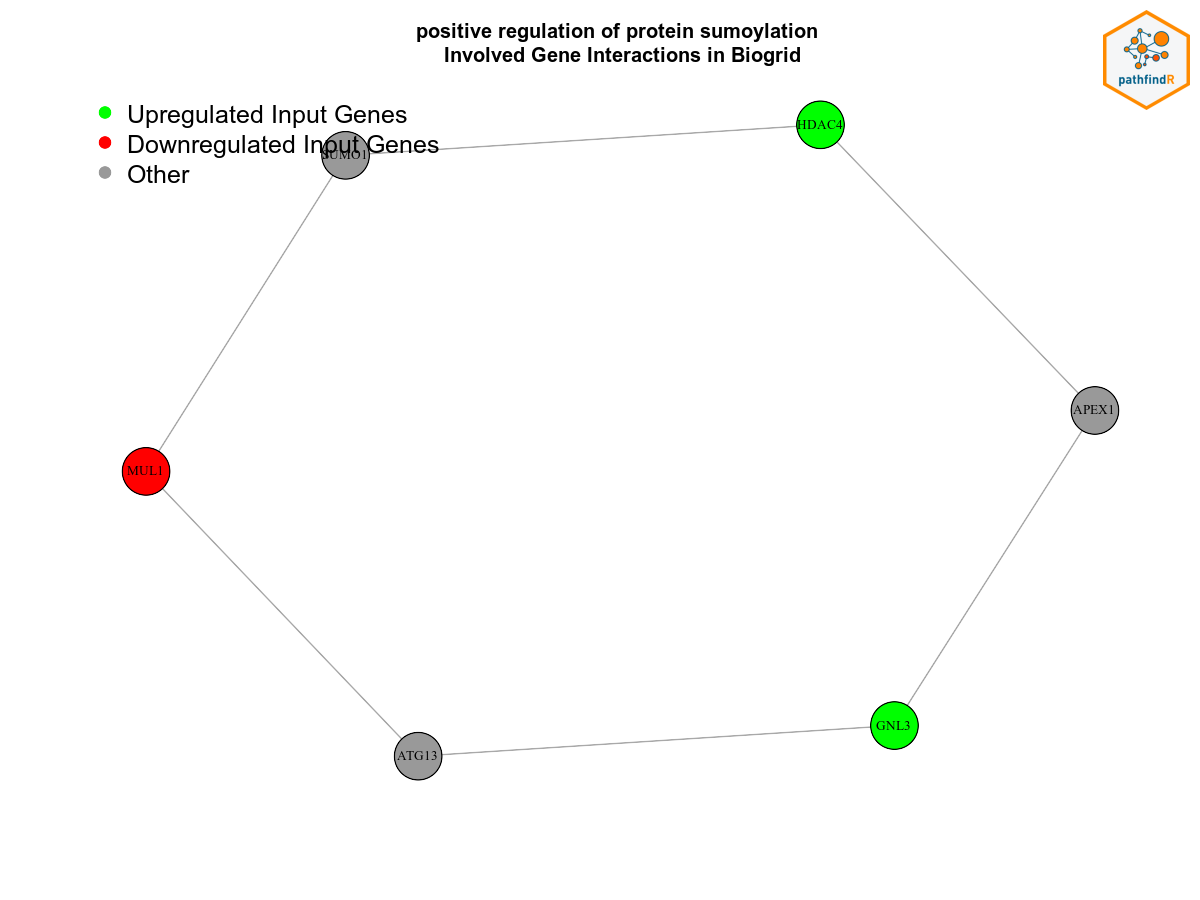 positive regulation of protein sumoylation
Involved Gene Interactions in Biogrid
pathfindR
Upregulated Input Genes
Downregulated Input Genes
Other
HDAC4
SUMO1
APEX1
MUL1
GNL3
ATG13